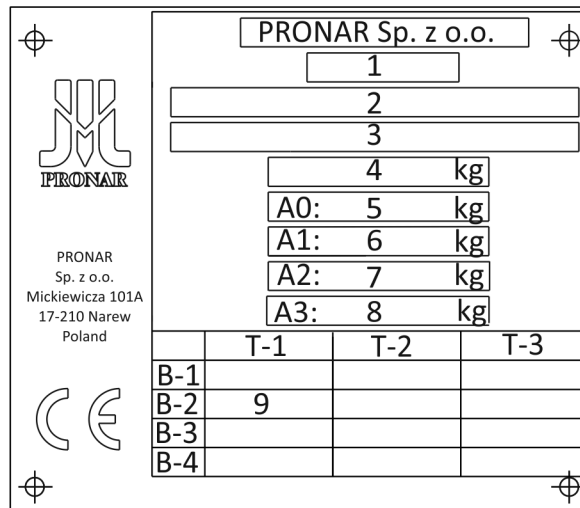 PRONAR Sp. z o.o.
1
2
3
4 kg
A0: 5 kg
A1: 6 kg
A2: 7 kg
A3: 8 kg
PRONAR
PRONAR
Sp. z o.o.
Mickiewicza 101A
17-210 Narew
Poland
CE
T-1 T-2 T-3
B-1
B-2 9
B-3
B-4